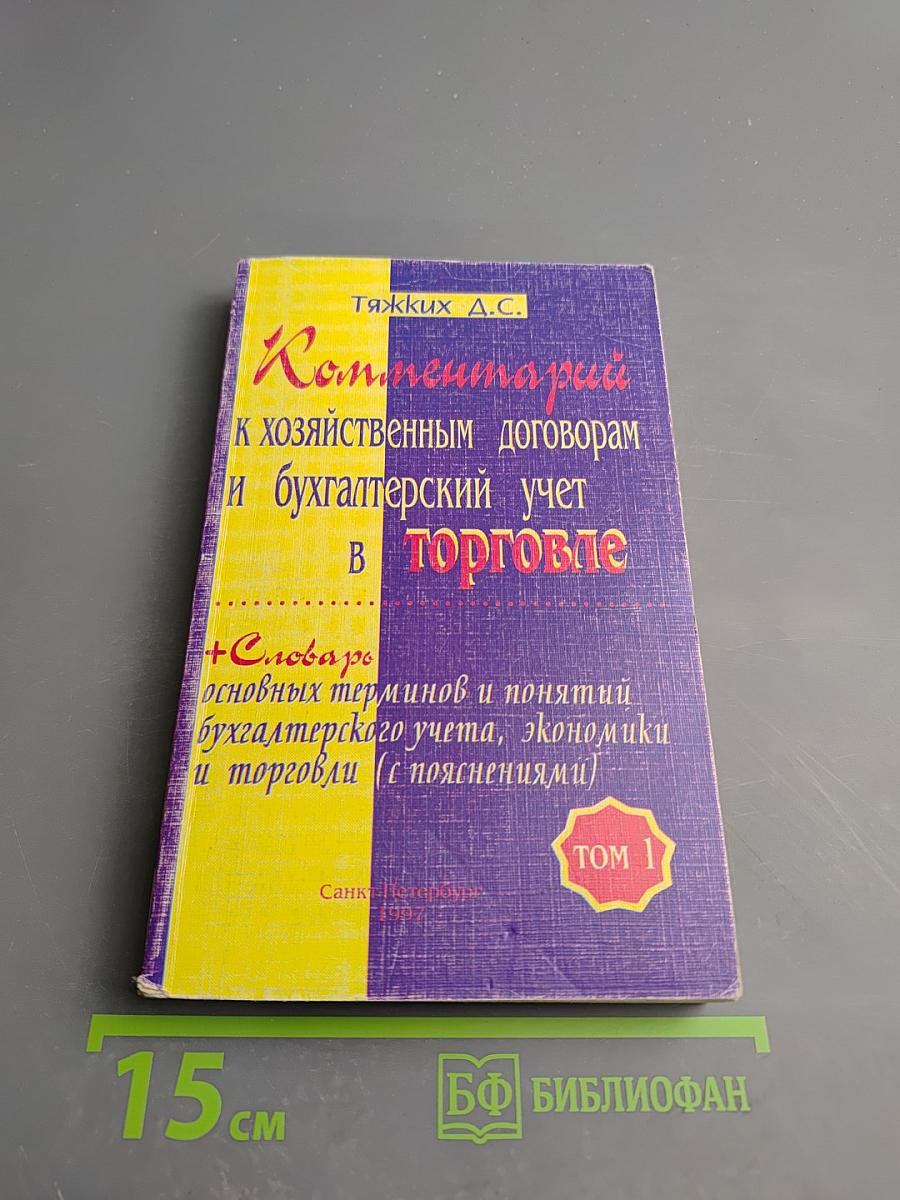 Тяжких Д.С.
Комментарий
к хозяйственным договорам
и бухгалтерский учет
в торговле
+Словарь
основных терминов и понятий
бухгалтерского учета, экономики
и торговли (с пояснениями)
ТОМ 1
Санкт-Петербург
1997
15 см
БФ БИБЛИОФАН